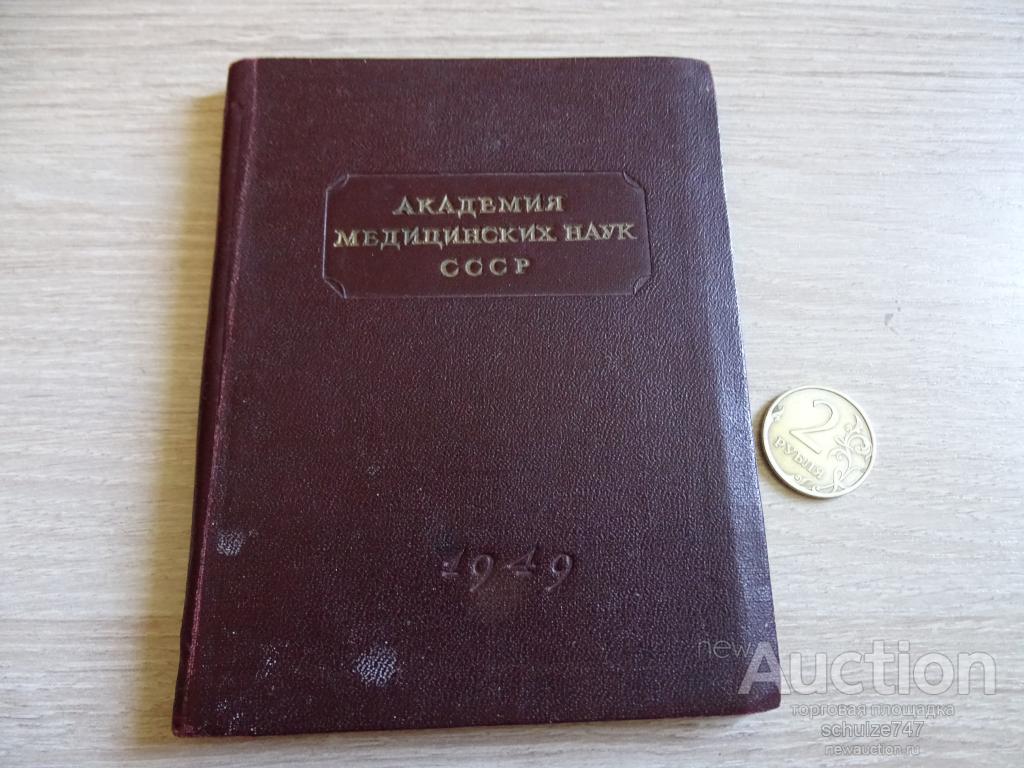 АКАДЕМИЯ
МЕДИЦИНСКИХ НАУК
СССР
2
РУБЛЯ
1949
newAuction
торговая площадка
schulze747
newauction.ru